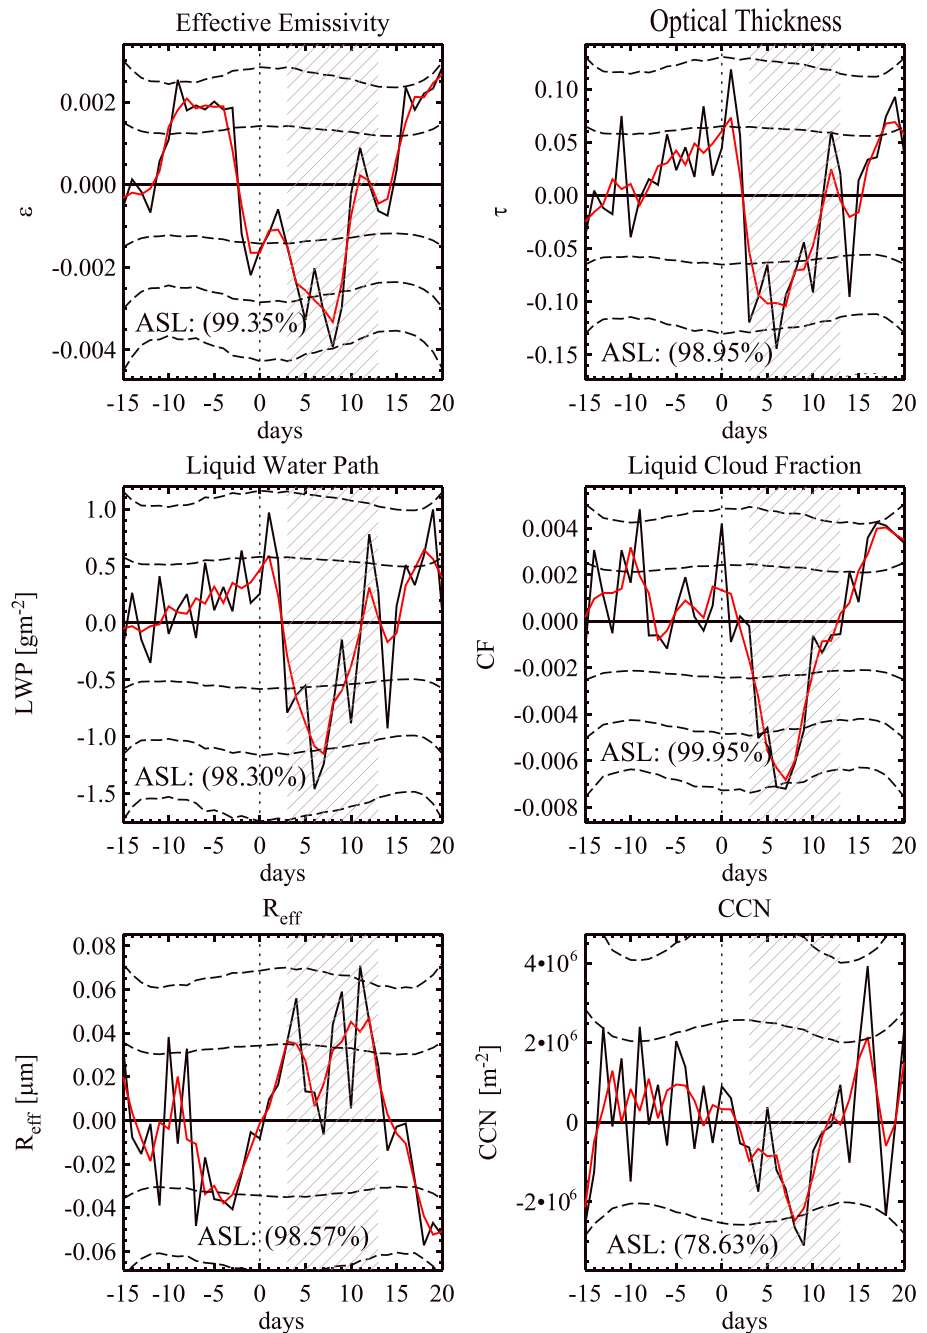 Effective Emissivity
ε
0.002
0.000
-0.002
-0.004
ASL: (99.35%)
-15 -10 -5 0 5 10 15 20
days
Optical Thickness
τ
0.10
0.05
0.00
-0.05
-0.10
-0.15
ASL: (98.95%)
-15 -10 -5 0 5 10 15 20
days
Liquid Water Path
LWP [gm⁻²]
1.0
0.5
0.0
-0.5
-1.0
-1.5
ASL: (98.30%)
-15 -10 -5 0 5 10 15 20
days
Liquid Cloud Fraction
CF
0.004
0.002
0.000
-0.002
-0.004
-0.006
-0.008
ASL: (99.95%)
-15 -10 -5 0 5 10 15 20
days
R_eff
R_eff [μm]
0.08
0.06
0.04
0.02
0.00
-0.02
-0.04
-0.06
ASL: (98.57%)
-15 -10 -5 0 5 10 15 20
days
CCN
CCN [m⁻²]
4•10⁶
2•10⁶
0
-2•10⁶
ASL: (78.63%)
-15 -10 -5 0 5 10 15 20
days